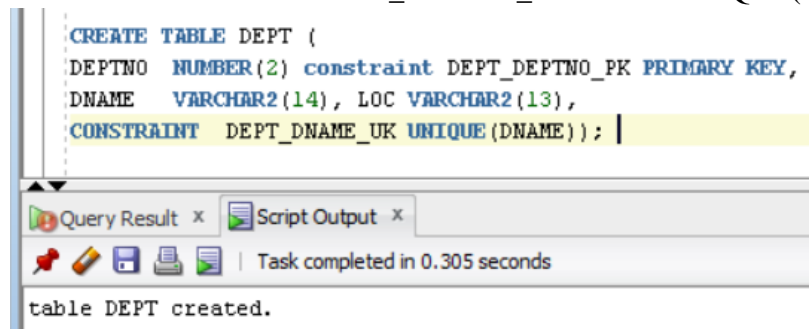 CREATE TABLE DEPT (
DEPTNO NUMBER(2) constraint DEPT_DEPTNO_PK PRIMARY KEY,
DNAME VARCHAR2(14), LOC VARCHAR2(13),
CONSTRAINT DEPT_DNAME_UK UNIQUE(DNAME));
Query Result x Script Output x
Task completed in 0.305 seconds
table DEPT created.